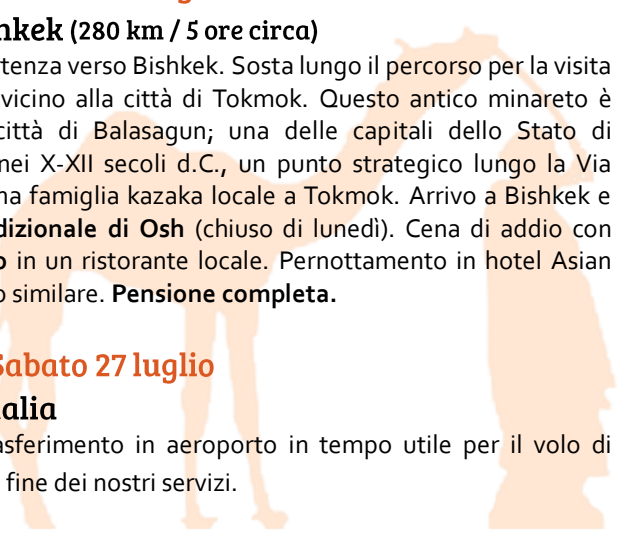 nkek (280 km / 5 ore circa)
tenza verso Bishkek. Sosta lungo il percorso per la visita
vicino alla città di Tokmok. Questo antico minareto è
città di Balasagun; una delle capitali dello Stato di
nei X-XII secoli d.C., un punto strategico lungo la Via
na famiglia kazaka locale a Tokmok. Arrivo a Bishkek e
dizionale di Osh (chiuso di lunedì). Cena di addio con
o in un ristorante locale. Pernottamento in hotel Asian
o similare. Pensione completa.
Sabato 27 luglio
alia
asferimento in aeroporto in tempo utile per il volo di
fine dei nostri servizi.